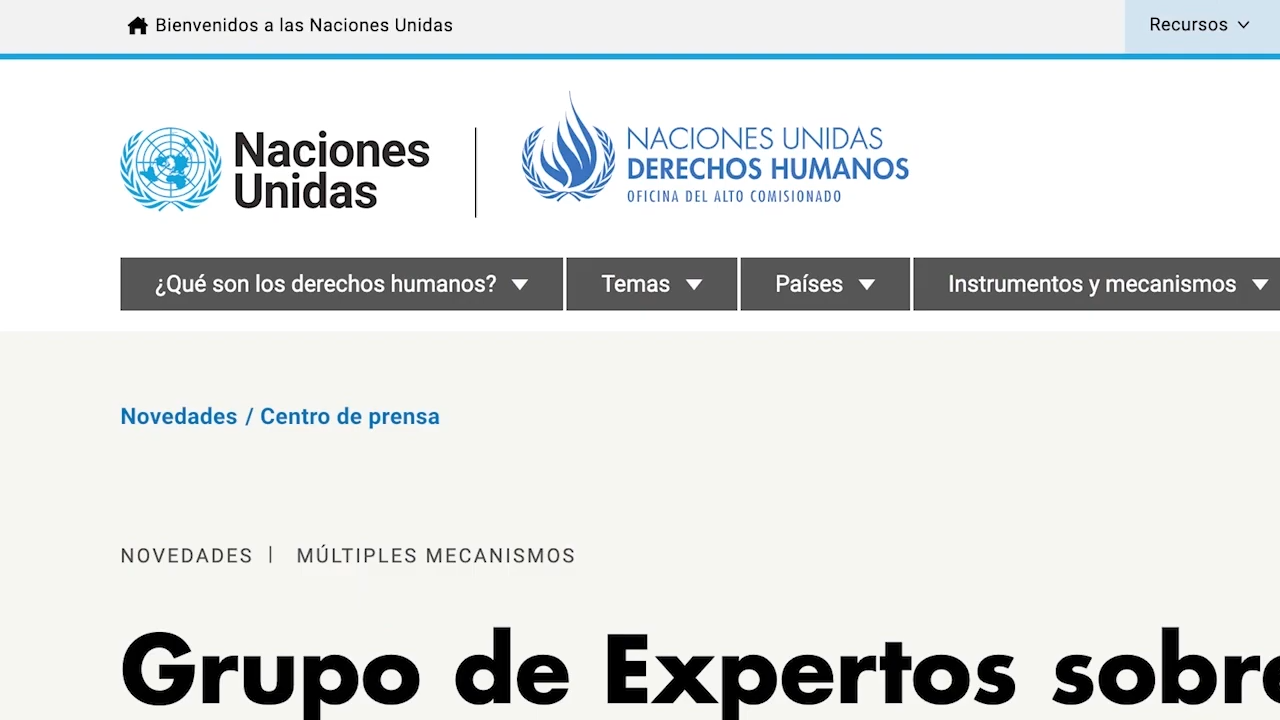 Bienvenidos a las Naciones Unidas
Recursos
Naciones
Unidas
NACIONES UNIDAS
DERECHOS HUMANOS
OFICINA DEL ALTO COMISIONADO
¿Qué son los derechos humanos?
Temas
Países
Instrumentos y mecanismos
Novedades / Centro de prensa
NOVEDADES | MÚLTIPLES MECANISMOS
Grupo de Expertos sobre